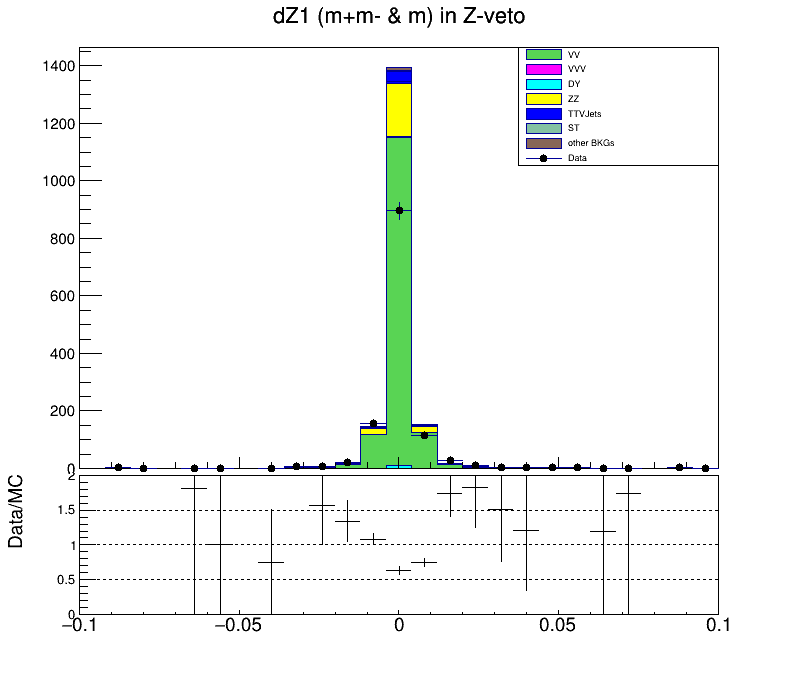 dZ1 (m+m- & m) in Z-veto
1400
1200
1000
800
600
400
200
0
VV
VVV
DY
ZZ
TTVJets
ST
other BKGs
Data
Data/MC
2
1.5
1
0.5
0
−0.1 −0.05 0 0.05 0.1